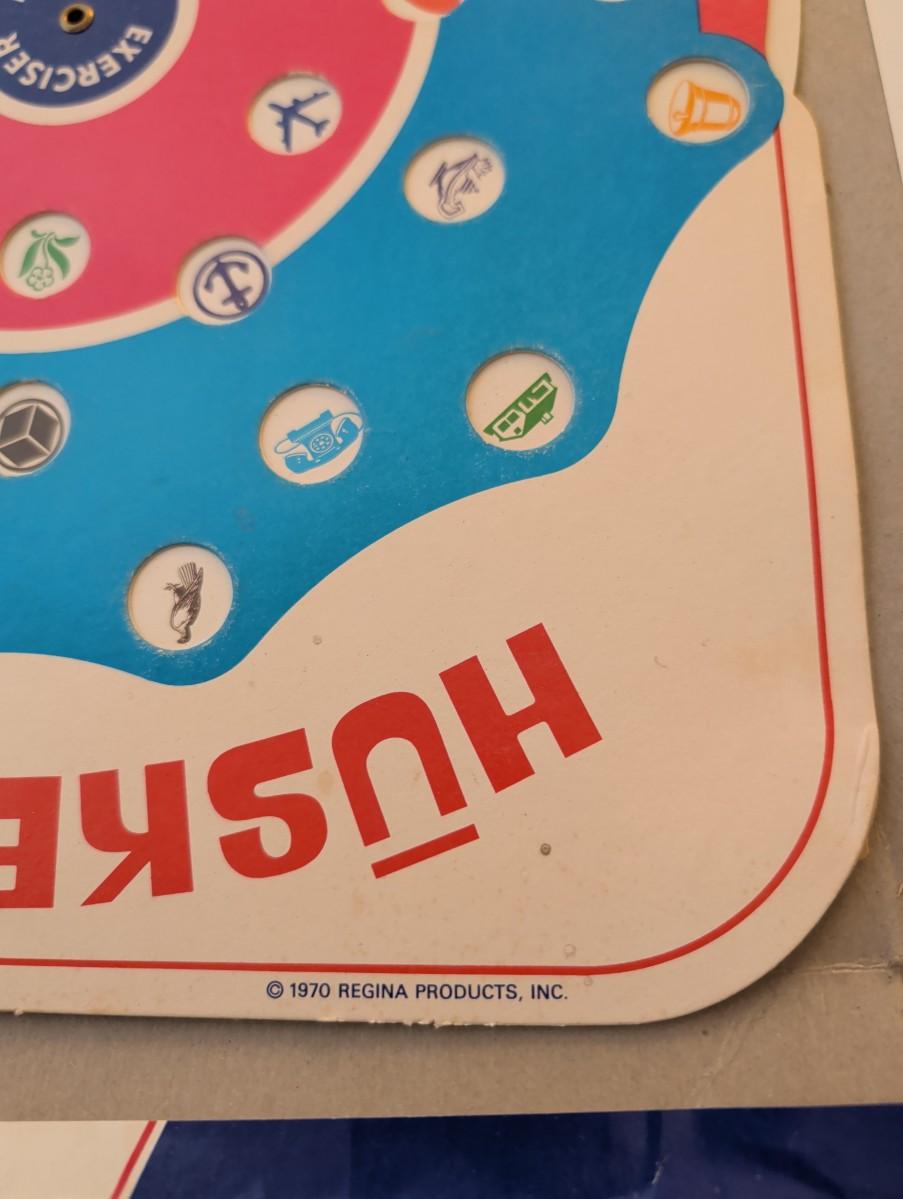 EXERCISER
HŪSKE
© 1970 REGINA PRODUCTS, INC.